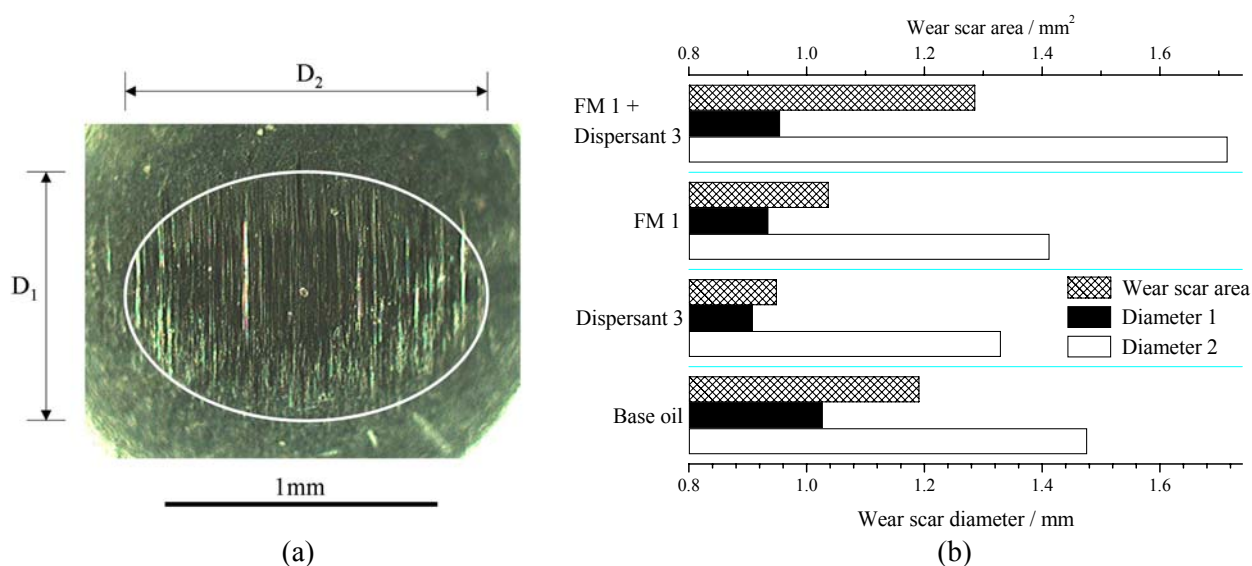 D₂
D₁
1mm
(a)
Wear scar area / mm²
0.8 1.0 1.2 1.4 1.6
FM 1 +
Dispersant 3
FM 1
Dispersant 3
Base oil
Wear scar area
Diameter 1
Diameter 2
0.8 1.0 1.2 1.4 1.6
Wear scar diameter / mm
(b)